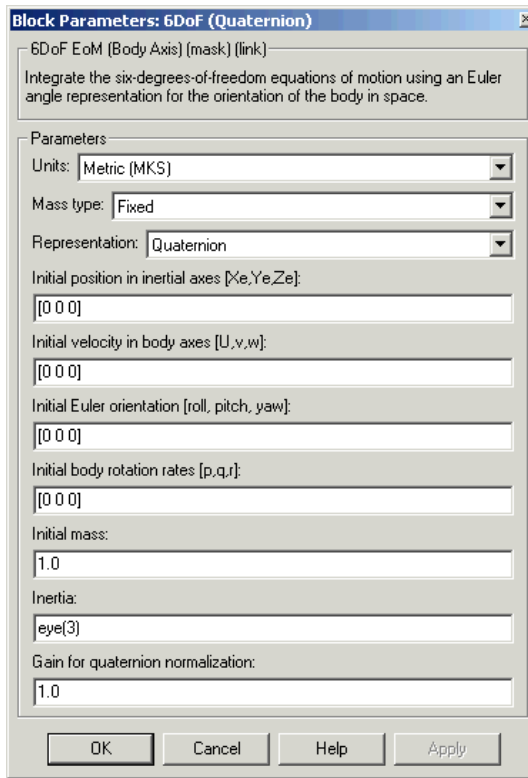 Block Parameters: 6DoF (Quaternion)
6DoF EoM (Body Axis) (mask) (link)
Integrate the six-degrees-of-freedom equations of motion using an Euler
angle representation for the orientation of the body in space.
Parameters
Units: Metric (MKS)
Mass type: Fixed
Representation: Quaternion
Initial position in inertial axes [Xe,Ye,Ze]:
[0 0 0]
Initial velocity in body axes [U,v,w]:
[0 0 0]
Initial Euler orientation [roll, pitch, yaw]:
[0 0 0]
Initial body rotation rates [p,q,r]:
[0 0 0]
Initial mass:
1.0
Inertia:
eye(3)
Gain for quaternion normalization:
1.0
OK Cancel Help Apply